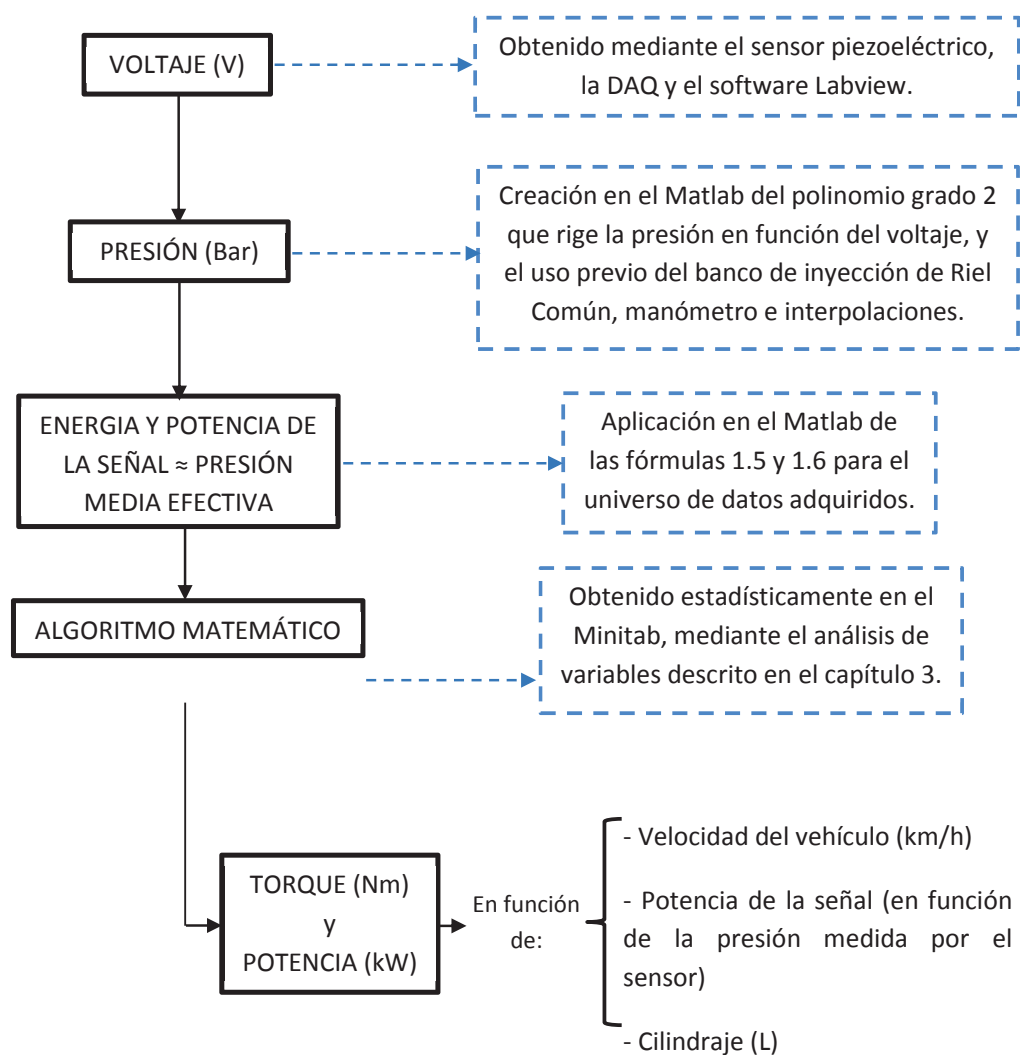 VOLTAJE (V)
Obtenido mediante el sensor piezoeléctrico,
la DAQ y el software Labview.
PRESIÓN (Bar)
Creación en el Matlab del polinomio grado 2
que rige la presión en función del voltaje, y
el uso previo del banco de inyección de Riel
Común, manómetro e interpolaciones.
ENERGIA Y POTENCIA DE
LA SEÑAL ≈ PRESIÓN
MEDIA EFECTIVA
Aplicación en el Matlab de
las fórmulas 1.5 y 1.6 para el
universo de datos adquiridos.
ALGORITMO MATEMÁTICO
Obtenido estadísticamente en el
Minitab, mediante el análisis de
variables descrito en el capítulo 3.
TORQUE (Nm)
y
POTENCIA (kW)
En función
de:
- Velocidad del vehículo (km/h)
- Potencia de la señal (en función
de la presión medida por el
sensor)
- Cilindraje (L)